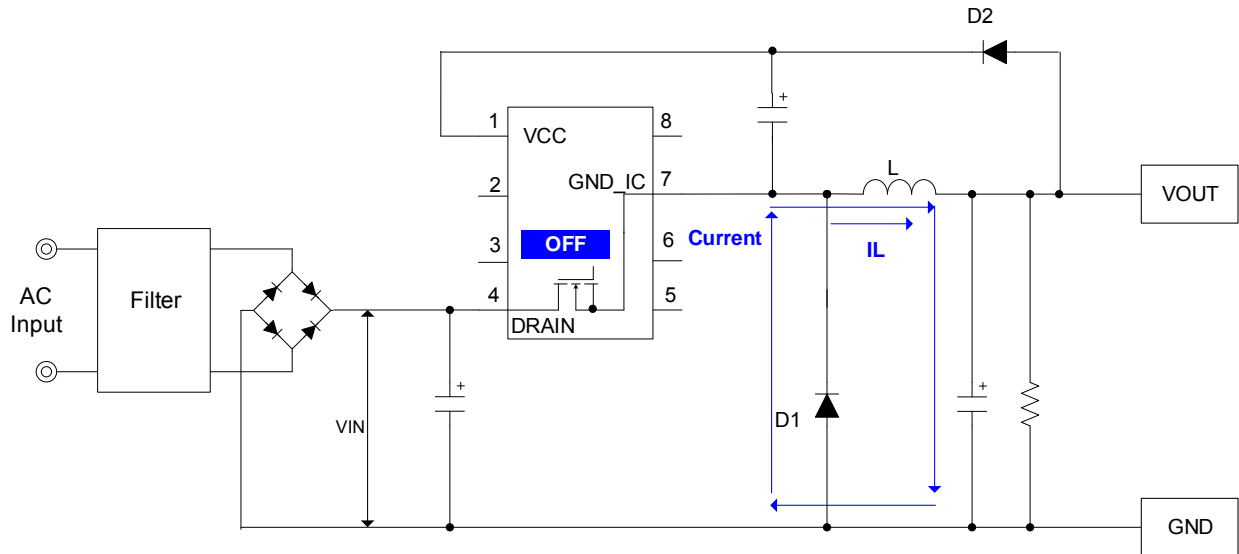 D2
+
1
VCC
8
2
GND_IC
7
L
VOUT
3
OFF
6
Current
IL
AC
Input
Filter
4
DRAIN
5
+
VIN
D1
+
GND